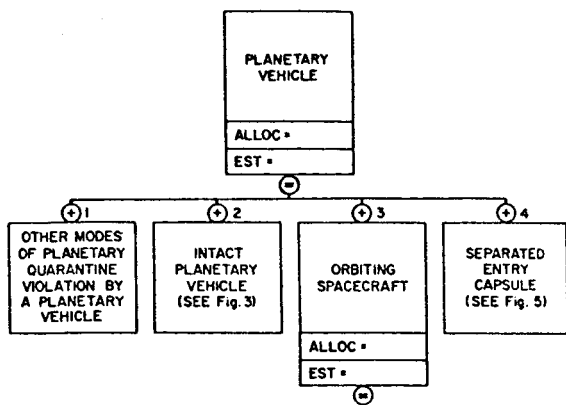 PLANETARY
VEHICLE
ALLOC =
EST =
=
+ 1
+ 2
+ 3
+ 4
OTHER MODES
OF PLANETARY
QUARANTINE
VIOLATION BY
A PLANETARY
VEHICLE
INTACT
PLANETARY
VEHICLE
(SEE Fig. 3)
ORBITING
SPACECRAFT
ALLOC =
EST =
=
SEPARATED
ENTRY
CAPSULE
(SEE Fig. 5)